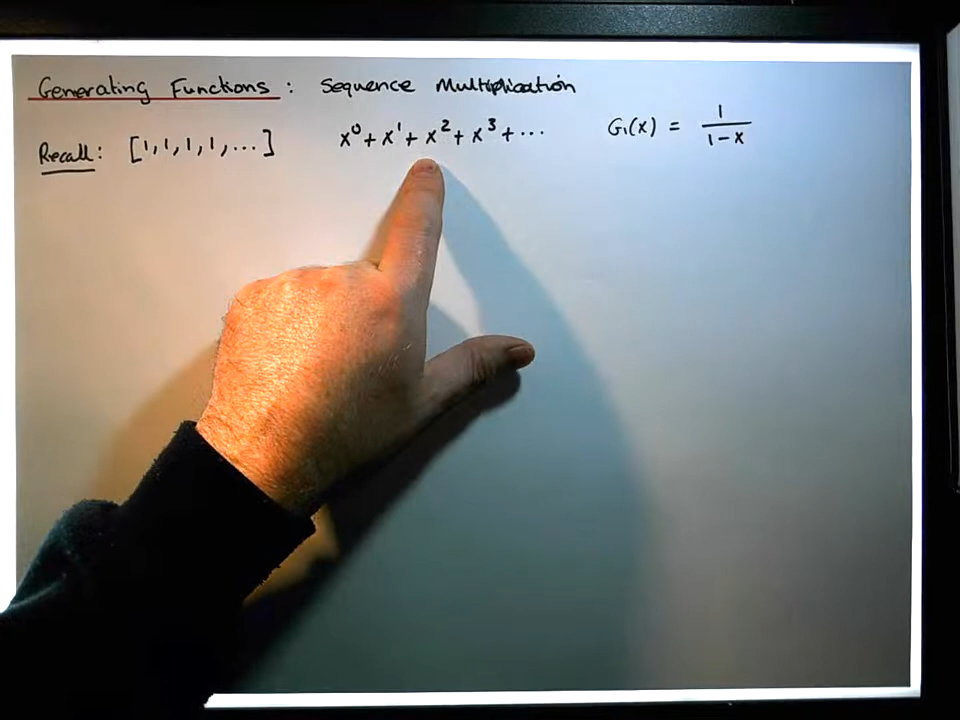 Generating Functions : Sequence Multiplication
Recall: [1, 1, 1, 1, ...] x⁰ + x¹ + x² + x³ + ... G₁(x) = 1/(1-x)